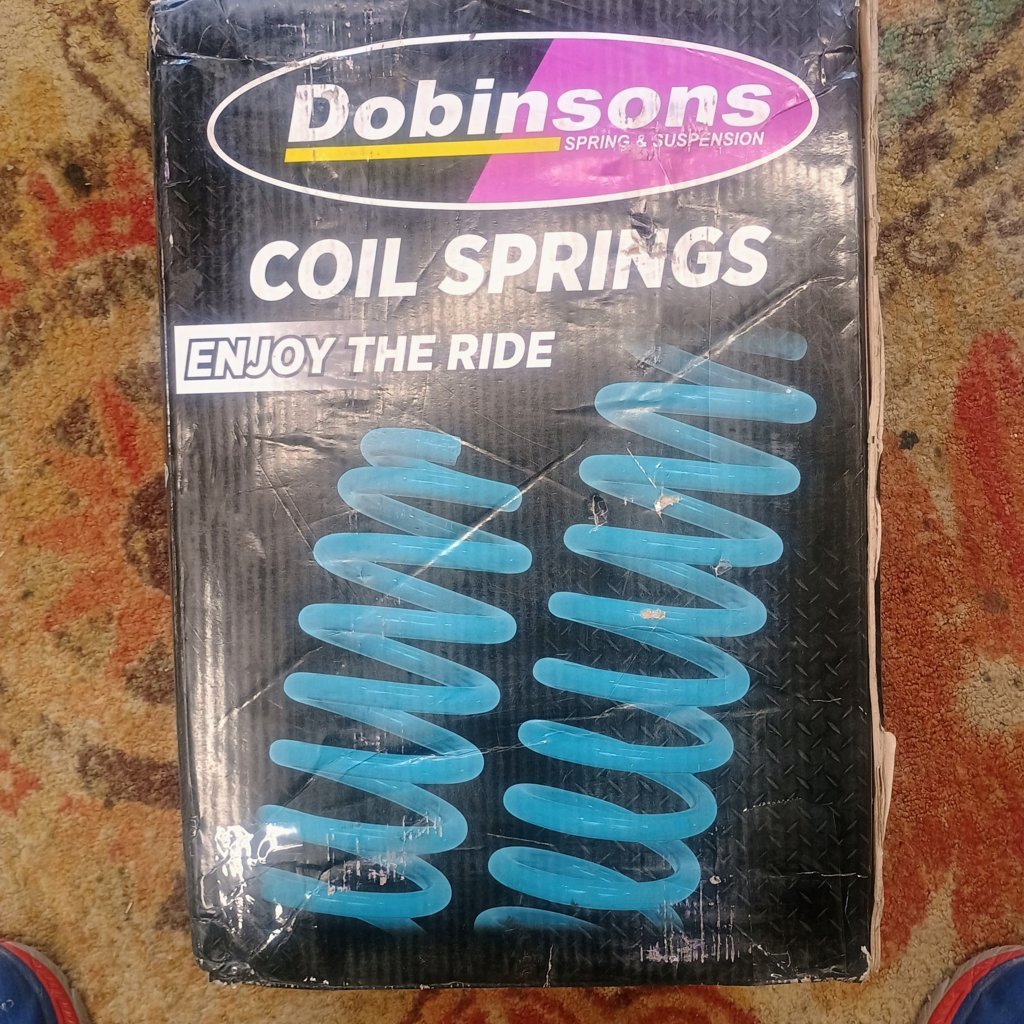 Dobinsons
SPRING & SUSPENSION
COIL SPRINGS
ENJOY THE RIDE